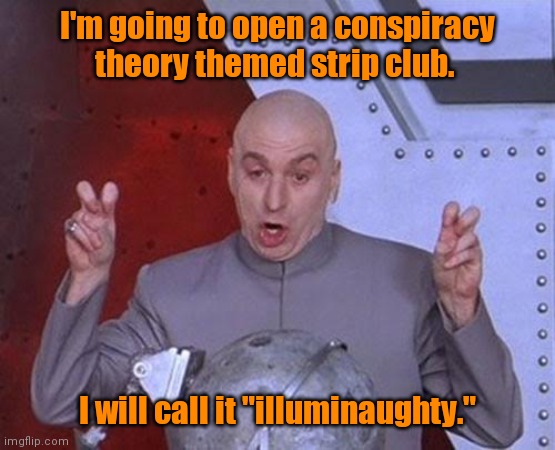 I'm going to open a conspiracy
theory themed strip club.
I will call it "illuminaughty."
imgflip.com